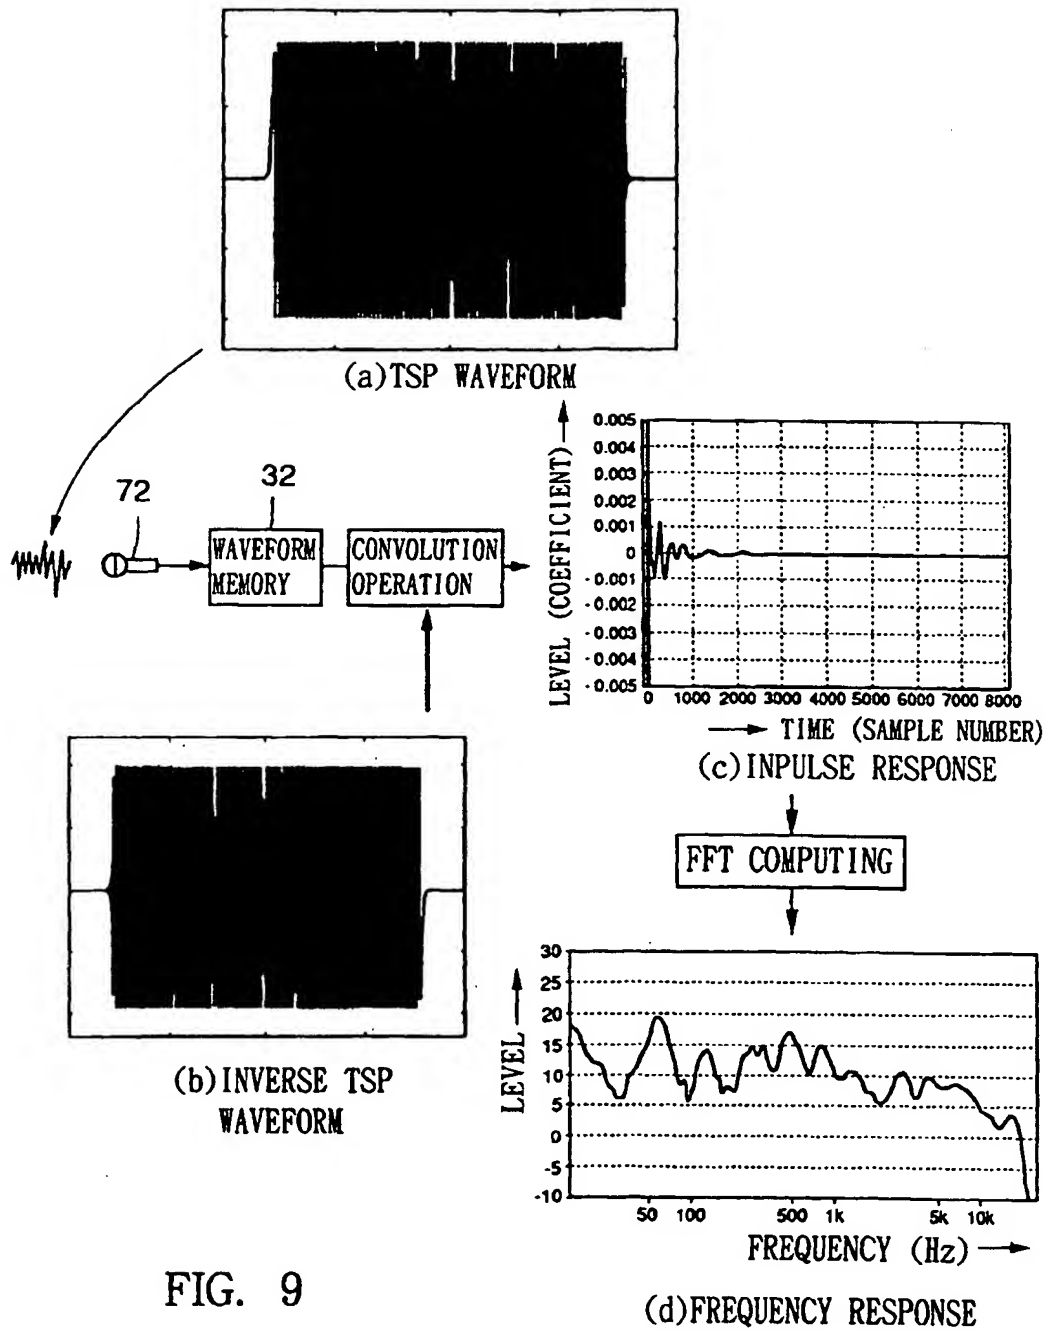 (a)TSP WAVEFORM
72
32
WAVEFORM
MEMORY
CONVOLUTION
OPERATION
LEVEL (COEFFICIENT)
0.005
0.004
0.003
0.002
0.001
0
-0.001
-0.002
-0.003
-0.004
-0.005
0 1000 2000 3000 4000 5000 6000 7000 8000
TIME (SAMPLE NUMBER)
(c)INPULSE RESPONSE
FFT COMPUTING
(b)INVERSE TSP
WAVEFORM
LEVEL
30
25
20
15
10
5
0
-5
-10
50 100 500 1k 5k 10k
FREQUENCY (Hz)
(d)FREQUENCY RESPONSE
FIG. 9